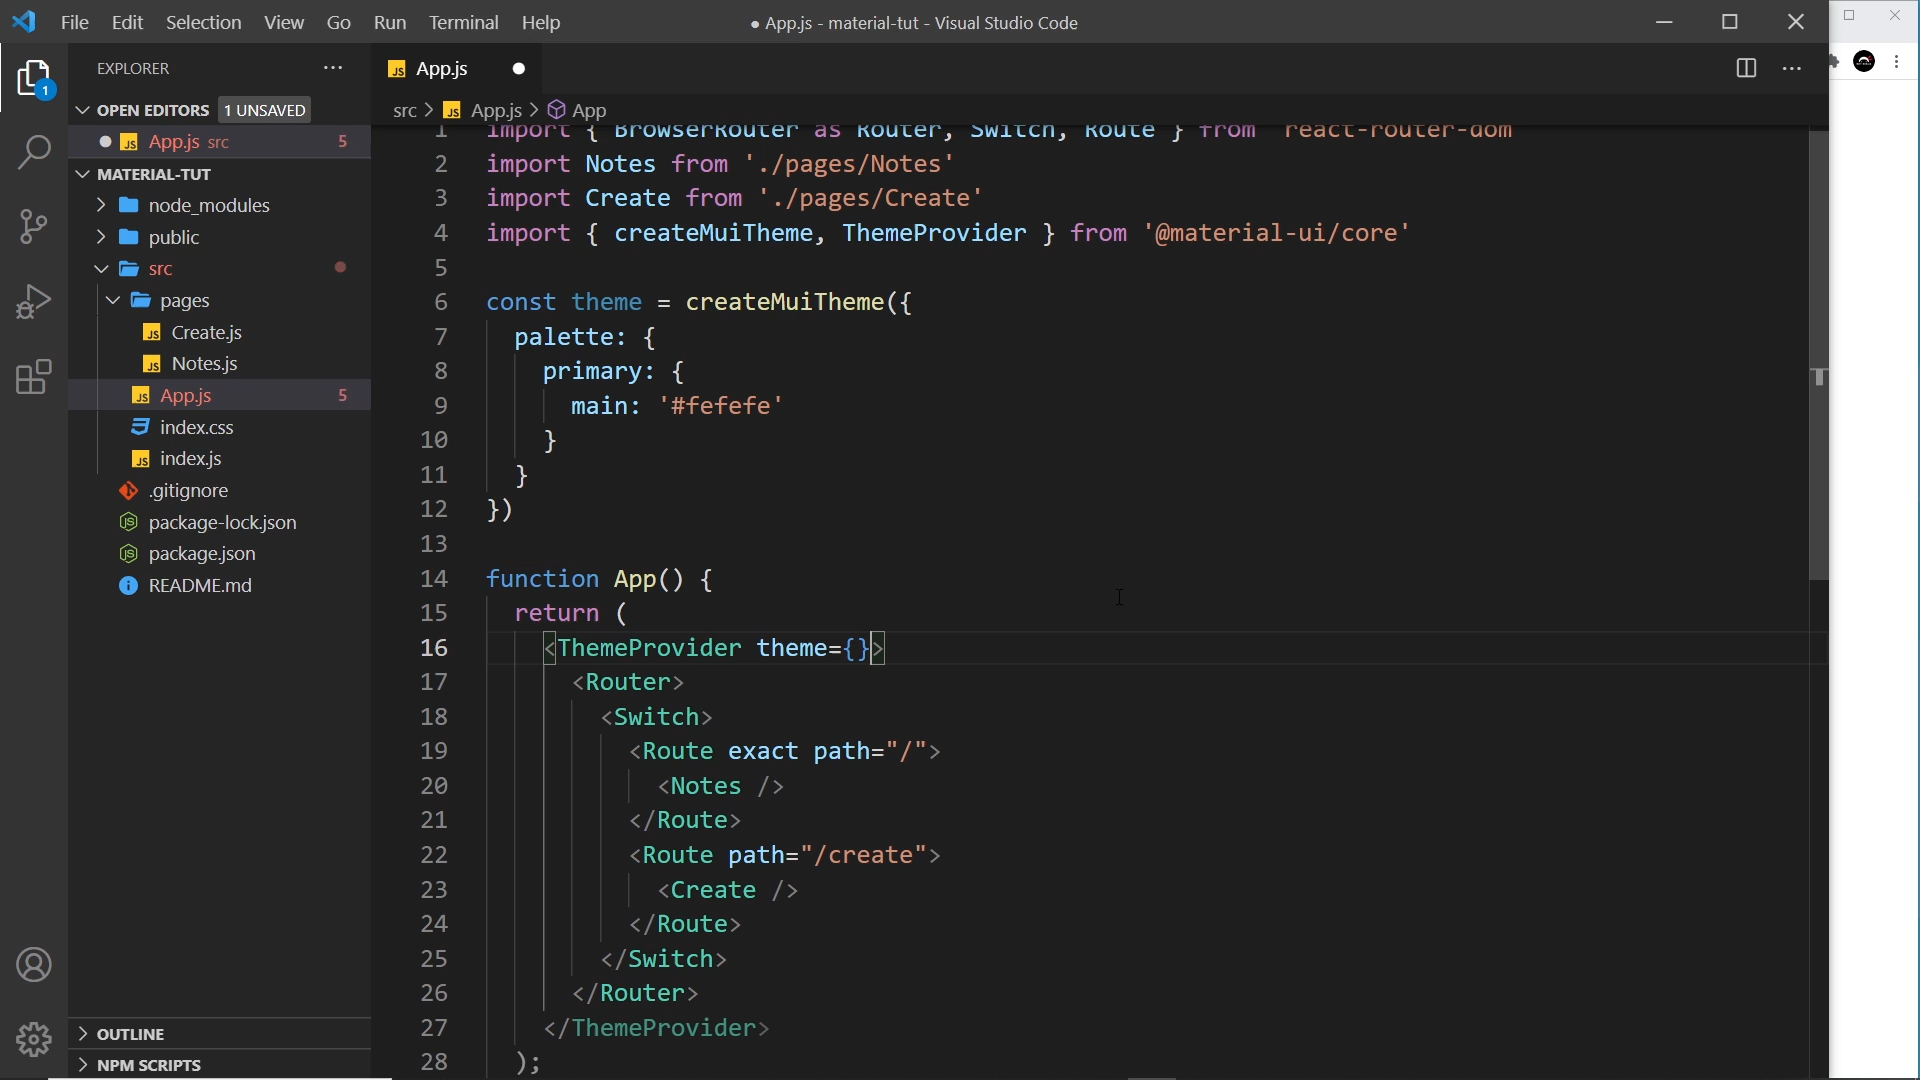 File Edit Selection View Go Run Terminal Help
● App.js - material-tut - Visual Studio Code
EXPLORER
OPEN EDITORS 1 UNSAVED
App.js src 5
MATERIAL-TUT
node_modules
public
src
pages
Create.js
Notes.js
App.js 5
index.css
index.js
.gitignore
package-lock.json
package.json
README.md
OUTLINE
NPM SCRIPTS
1
JS App.js
src > JS App.js > App
1 import { BrowserRouter as Router, Switch, Route } from 'react-router-dom'
2 import Notes from './pages/Notes'
3 import Create from './pages/Create'
4 import { createMuiTheme, ThemeProvider } from '@material-ui/core'
5
6 const theme = createMuiTheme({
7 palette: {
8 primary: {
9 main: '#fefefe'
10 }
11 }
12 })
13
14 function App() {
15 return (
16 <ThemeProvider theme={}>
17 <Router>
18 <Switch>
19 <Route exact path="/">
20 <Notes />
21 </Route>
22 <Route path="/create">
23 <Create />
24 </Route>
25 </Switch>
26 </Router>
27 </ThemeProvider>
28 );